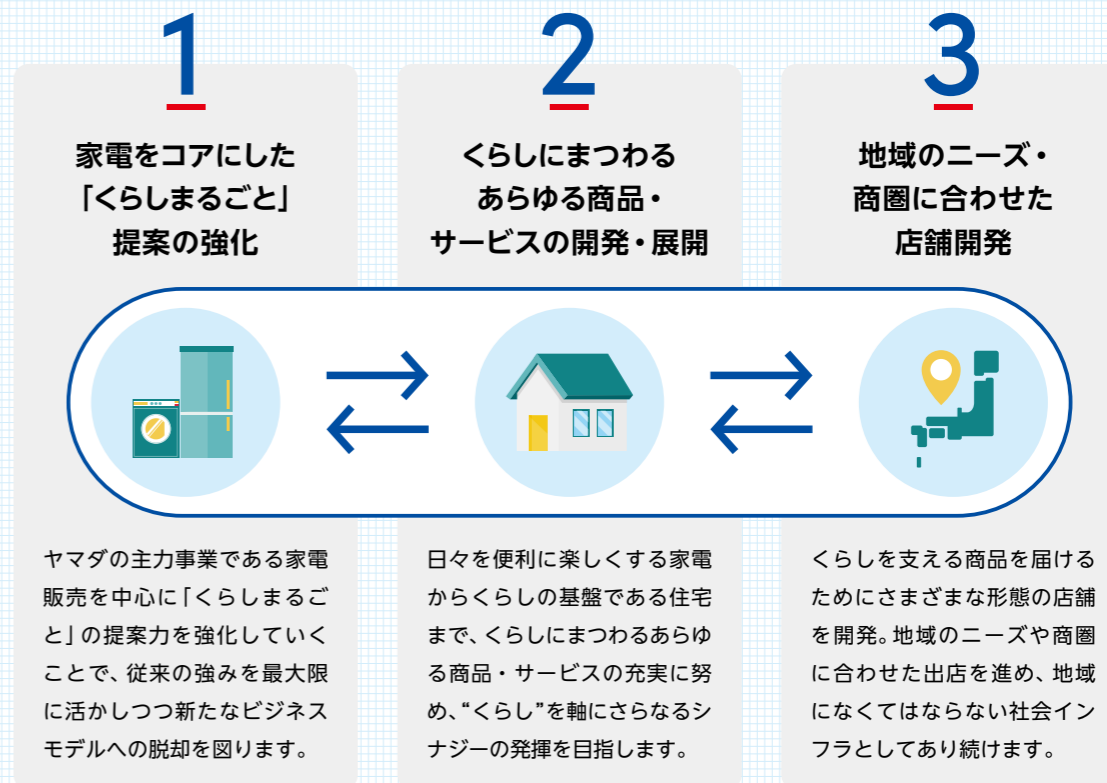 1
家電をコアにした
「くらしまるごと」
提案の強化
ヤマダの主力事業である家電
販売を中心に「くらしまるご
と」の提案力を強化していく
ことで、従来の強みを最大限
に活かしつつ新たなビジネス
モデルへの脱却を図ります。
2
くらしにまつわる
あらゆる商品・
サービスの開発・展開
日々を便利に楽しくする家電
からくらしの基盤である住宅
まで、くらしにまつわるあらゆ
る商品・サービスの充実に努
め、“くらし”を軸にさらなるシ
ナジーの発揮を目指します。
3
地域のニーズ・
商圏に合わせた
店舗開発
くらしを支える商品を届ける
ためにさまざまな形態の店舗
を開発。地域のニーズや商圏
に合わせた出店を進め、地域
になくてはならない社会イン
フラとしてあり続けます。